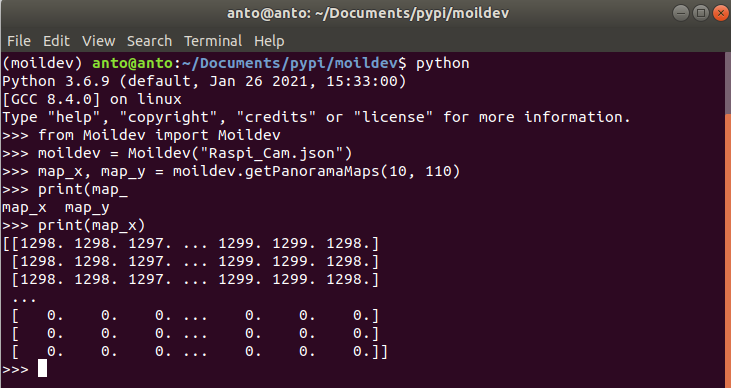 anto@anto: ~/Documents/pypi/moildev
File Edit View Search Terminal Help
(moildev) anto@anto:~/Documents/pypi/moildev$ python
Python 3.6.9 (default, Jan 26 2021, 15:33:00)
[GCC 8.4.0] on linux
Type "help", "copyright", "credits" or "license" for more information.
>>> from Moildev import Moildev
>>> moildev = Moildev("Raspi_Cam.json")
>>> map_x, map_y = moildev.getPanoramaMaps(10, 110)
>>> print(map_
map_x  map_y
>>> print(map_x)
[[1298. 1298. 1297. ... 1299. 1299. 1298.]
 [1298. 1298. 1297. ... 1299. 1299. 1298.]
 [1298. 1298. 1297. ... 1299. 1299. 1298.]
 ...
 [   0.    0.    0. ...    0.    0.    0.]
 [   0.    0.    0. ...    0.    0.    0.]
 [   0.    0.    0. ...    0.    0.    0.]]
>>>